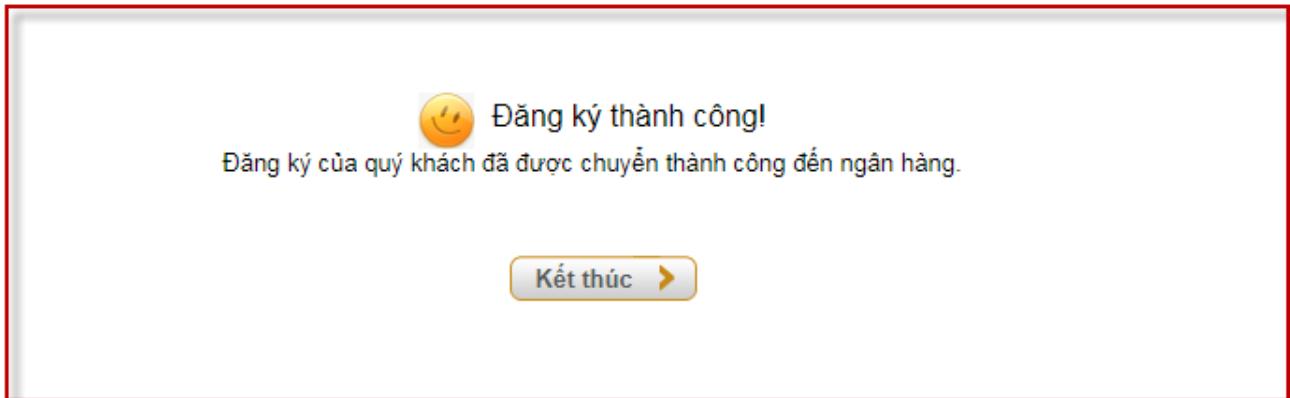 Đăng ký thành công!
Đăng ký của quý khách đã được chuyển thành công đến ngân hàng.
Kết thúc